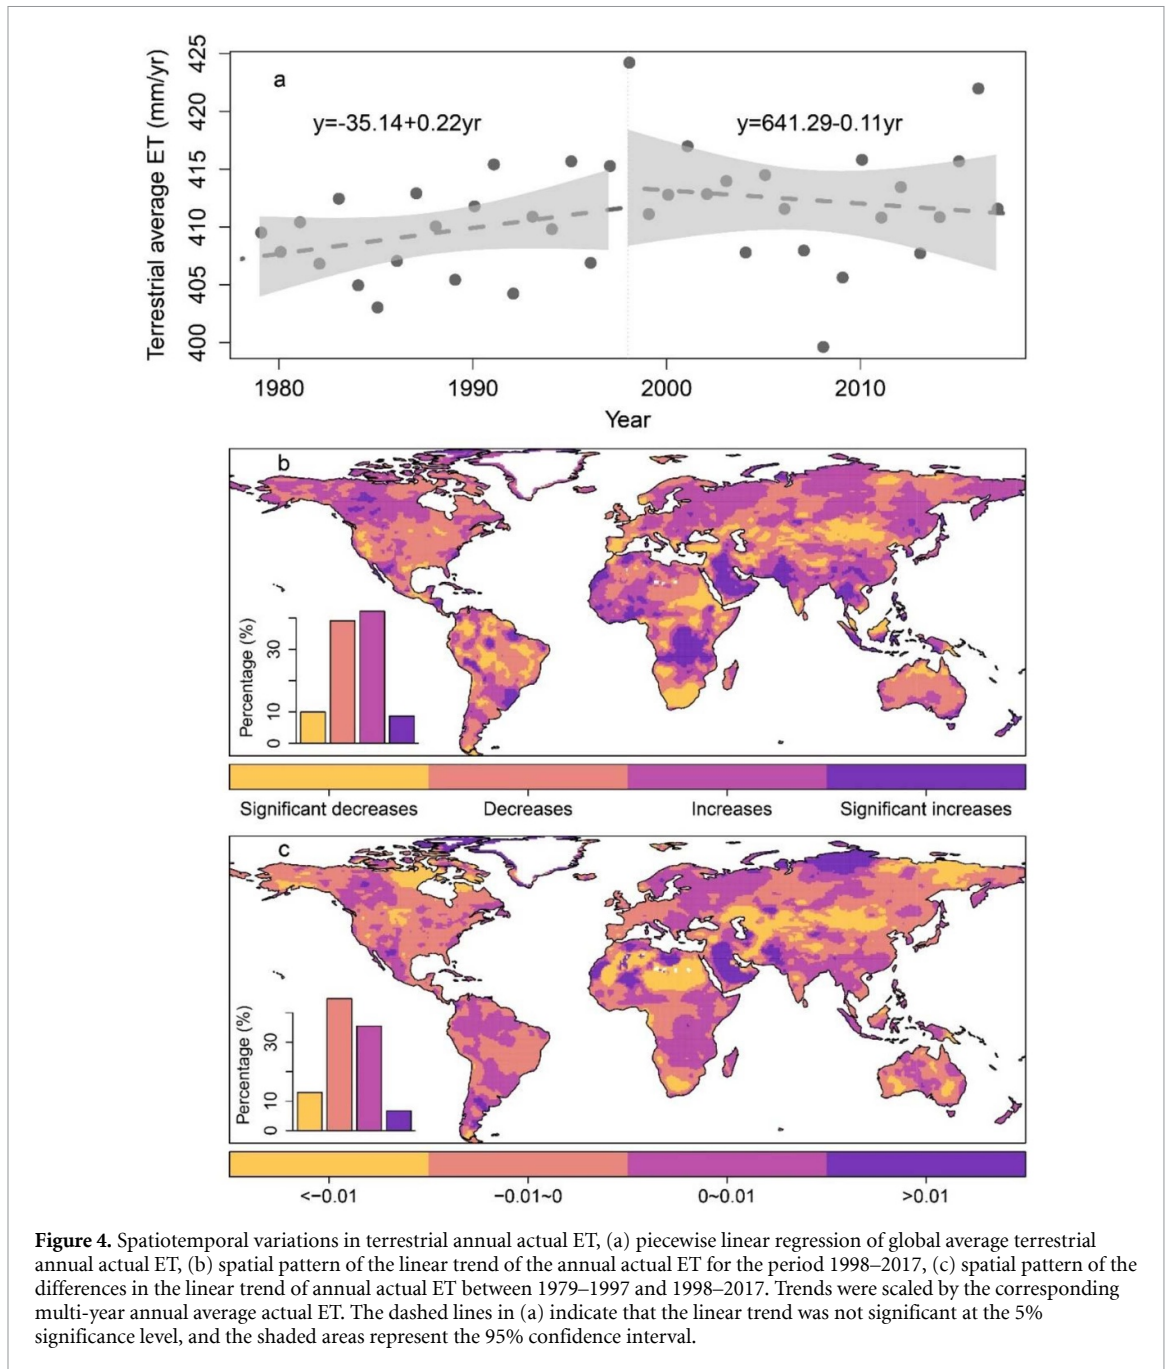 a
y=-35.14+0.22yr
y=641.29-0.11yr
Terrestrial average ET (mm/yr)
425
420
415
410
405
400
1980
1990
2000
2010
Year
b
Percentage (%)
30
10
0
Significant decreases
Decreases
Increases
Significant increases
c
Percentage (%)
30
10
0
<−0.01
−0.01~0
0~0.01
>0.01
Figure 4. Spatiotemporal variations in terrestrial annual actual ET, (a) piecewise linear regression of global average terrestrial
annual actual ET, (b) spatial pattern of the linear trend of the annual actual ET for the period 1998–2017, (c) spatial pattern of the
differences in the linear trend of annual actual ET between 1979–1997 and 1998–2017. Trends were scaled by the corresponding
multi-year annual average actual ET. The dashed lines in (a) indicate that the linear trend was not significant at the 5%
significance level, and the shaded areas represent the 95% confidence interval.